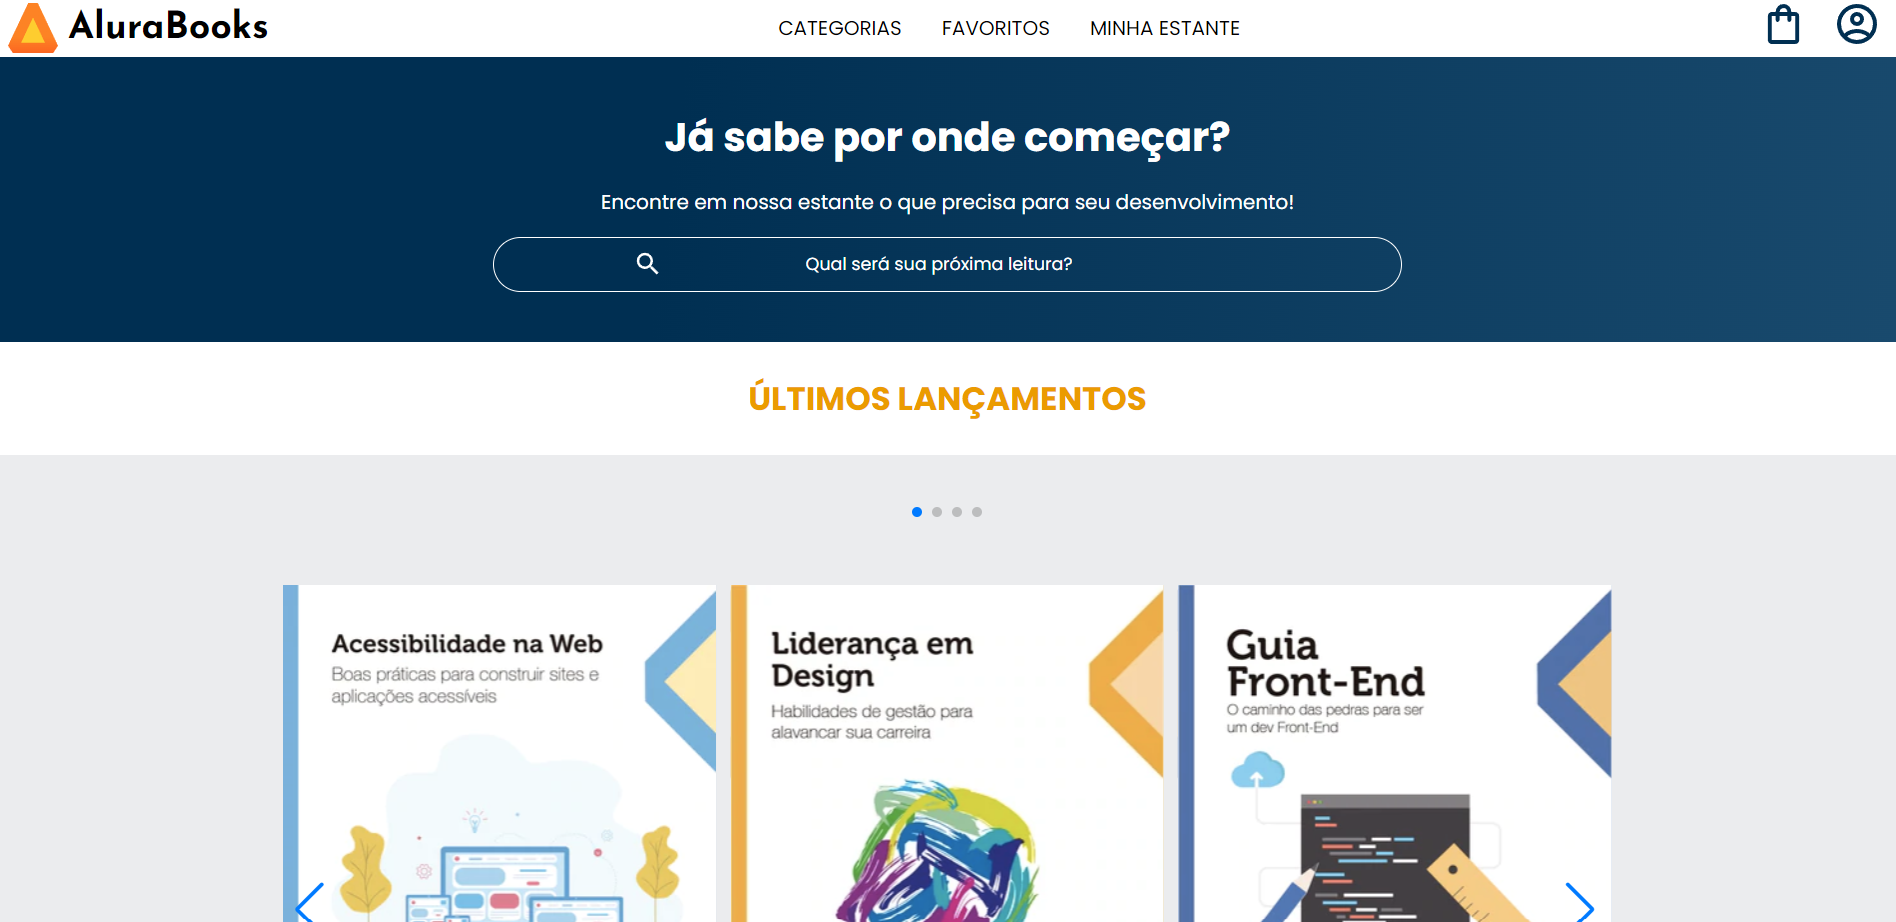 AluraBooks
CATEGORIAS FAVORITOS MINHA ESTANTE
Já sabe por onde começar?
Encontre em nossa estante o que precisa para seu desenvolvimento!
Qual será sua próxima leitura?
ÚLTIMOS LANÇAMENTOS
Acessibilidade na Web
Boas práticas para construir sites e
aplicações acessíveis
Liderança em
Design
Habilidades de gestão para
alavancar sua carreira
Guia
Front-End
O caminho das pedras para ser
um dev Front-End